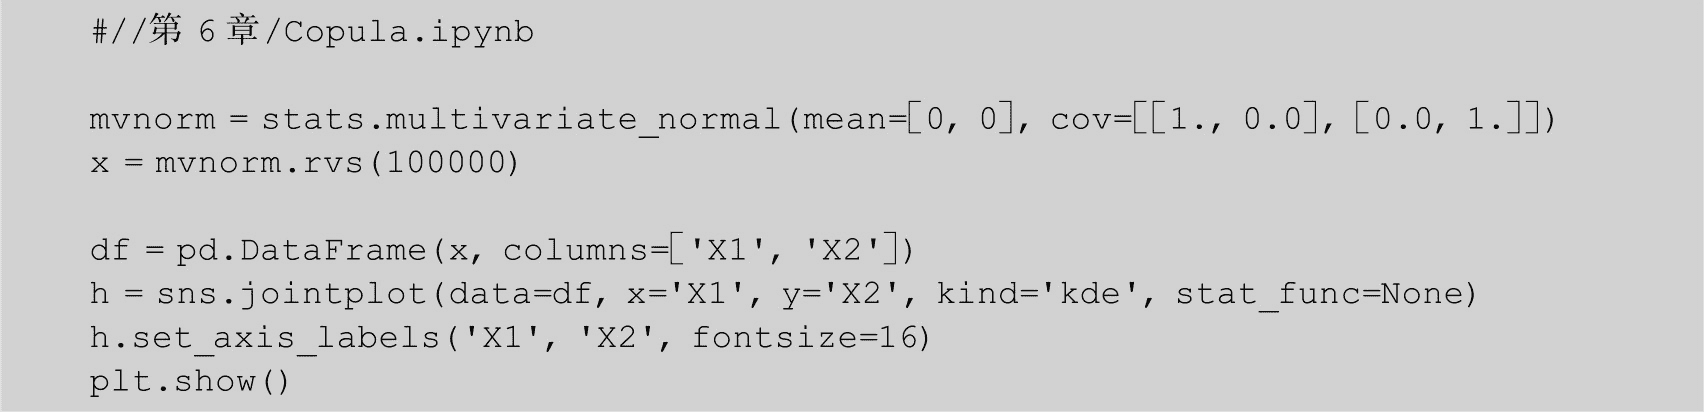 #//第 6 章/Copula.ipynb
mvnorm = stats.multivariate_normal(mean=[0, 0], cov=[[1., 0.0], [0.0, 1.]])
x = mvnorm.rvs(100000)
df = pd.DataFrame(x, columns=['X1', 'X2'])
h = sns.jointplot(data=df, x='X1', y='X2', kind='kde', stat_func=None)
h.set_axis_labels('X1', 'X2', fontsize=16)
plt.show()